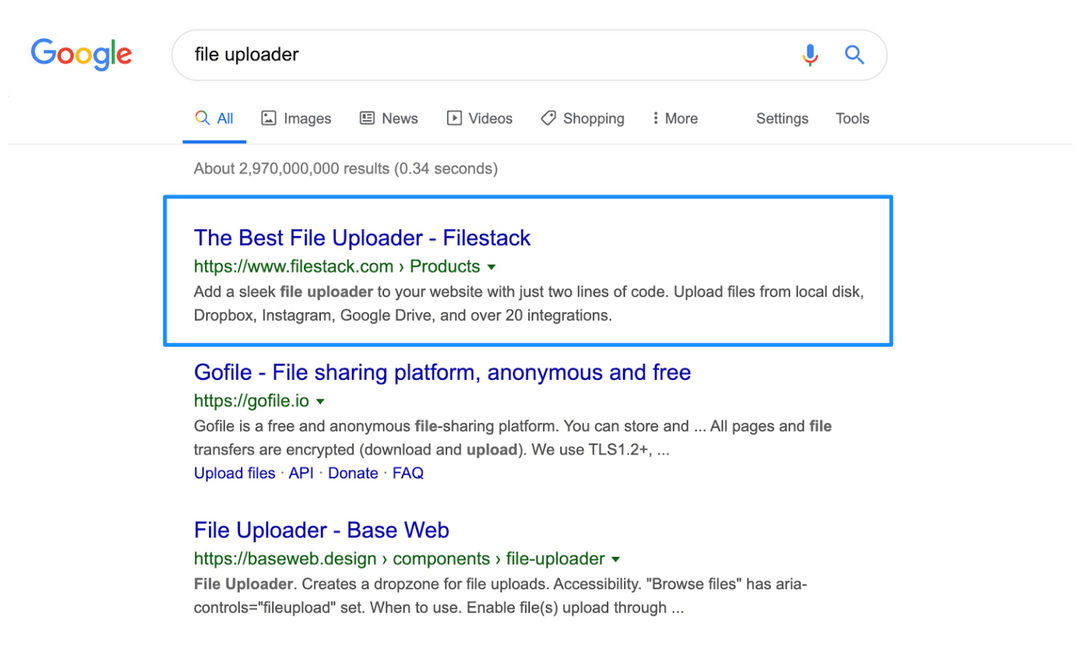 Google
file uploader
All Images News Videos Shopping More Settings Tools
About 2,970,000,000 results (0.34 seconds)
The Best File Uploader - Filestack
https://www.filestack.com › Products
Add a sleek file uploader to your website with just two lines of code. Upload files from local disk,
Dropbox, Instagram, Google Drive, and over 20 integrations.
Gofile - File sharing platform, anonymous and free
https://gofile.io
Gofile is a free and anonymous file-sharing platform. You can store and ... All pages and file
transfers are encrypted (download and upload). We use TLS1.2+, ...
Upload files · API · Donate · FAQ
File Uploader - Base Web
https://baseweb.design › components › file-uploader
File Uploader. Creates a dropzone for file uploads. Accessibility. "Browse files" has aria-
controls="fileupload" set. When to use. Enable file(s) upload through ...